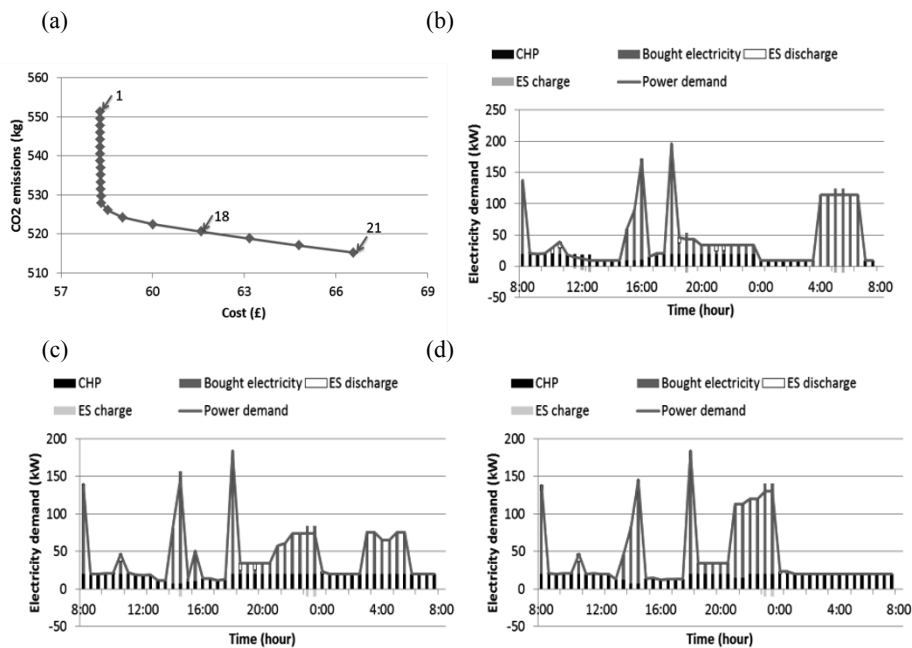 (a)
(b)
CHP Bought electricity ES discharge
ES charge Power demand
560
550
540
530
520
510
1
18
21
57 60 63 66 69
CO2 emissions (kg)
Cost (£)
250
200
150
100
50
0
-50
Electricity demand (kW)
8:00 12:00 16:00 20:00 0:00 4:00 8:00
Time (hour)
(c)
(d)
CHP Bought electricity ES discharge
ES charge Power demand
200
150
100
50
0
-50
Electricity demand (kW)
8:00 12:00 16:00 20:00 0:00 4:00 8:00
Time (hour)
CHP Bought electricity ES discharge
ES charge Power demand
200
150
100
50
0
-50
Electricity demand (kW)
8:00 12:00 16:00 20:00 0:00 4:00 8:00
Time (hour)